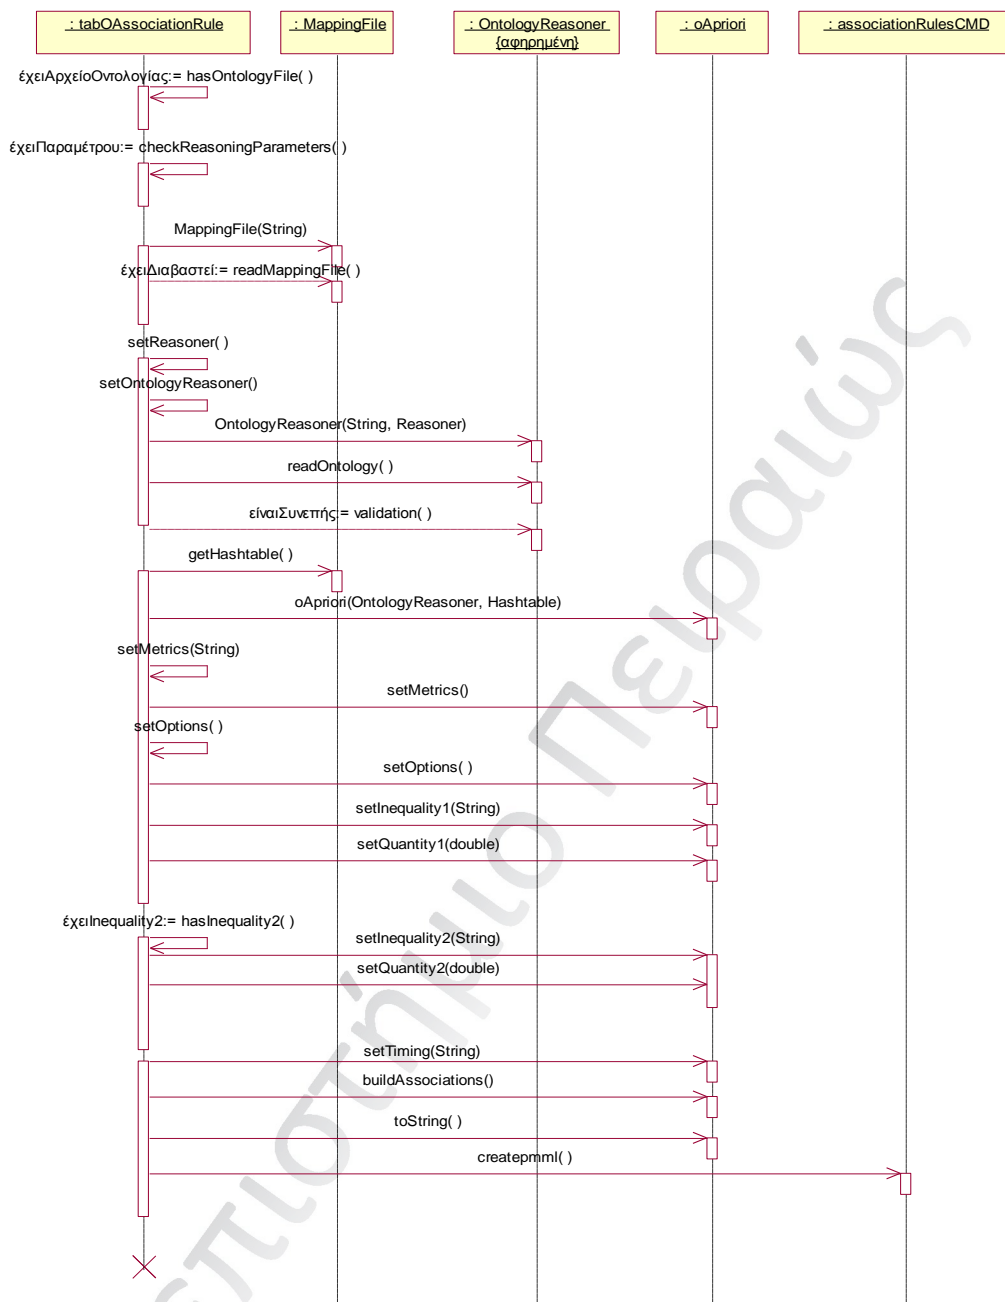 : tabOAssociationRule
: MappingFile
: OntologyReasoner
{αφηρημένη}
: oApriori
: associationRulesCMD
έχειΑρχείοΟντολογίας:= hasOntologyFile( )
έχειΠαραμέτρου:= checkReasoningParameters( )
MappingFile(String)
έχειΔιαβαστεί:= readMappingFile( )
setReasoner( )
setOntologyReasoner()
OntologyReasoner(String, Reasoner)
readOntology( )
είναιΣυνεπής:= validation( )
getHashtable( )
oApriori(OntologyReasoner, Hashtable)
setMetrics(String)
setMetrics()
setOptions( )
setOptions( )
setInequality1(String)
setQuantity1(double)
έχειInequality2:= hasInequality2( )
setInequality2(String)
setQuantity2(double)
setTiming(String)
buildAssociations()
toString( )
createpmml( )
πιστήμιο Πειραιώς